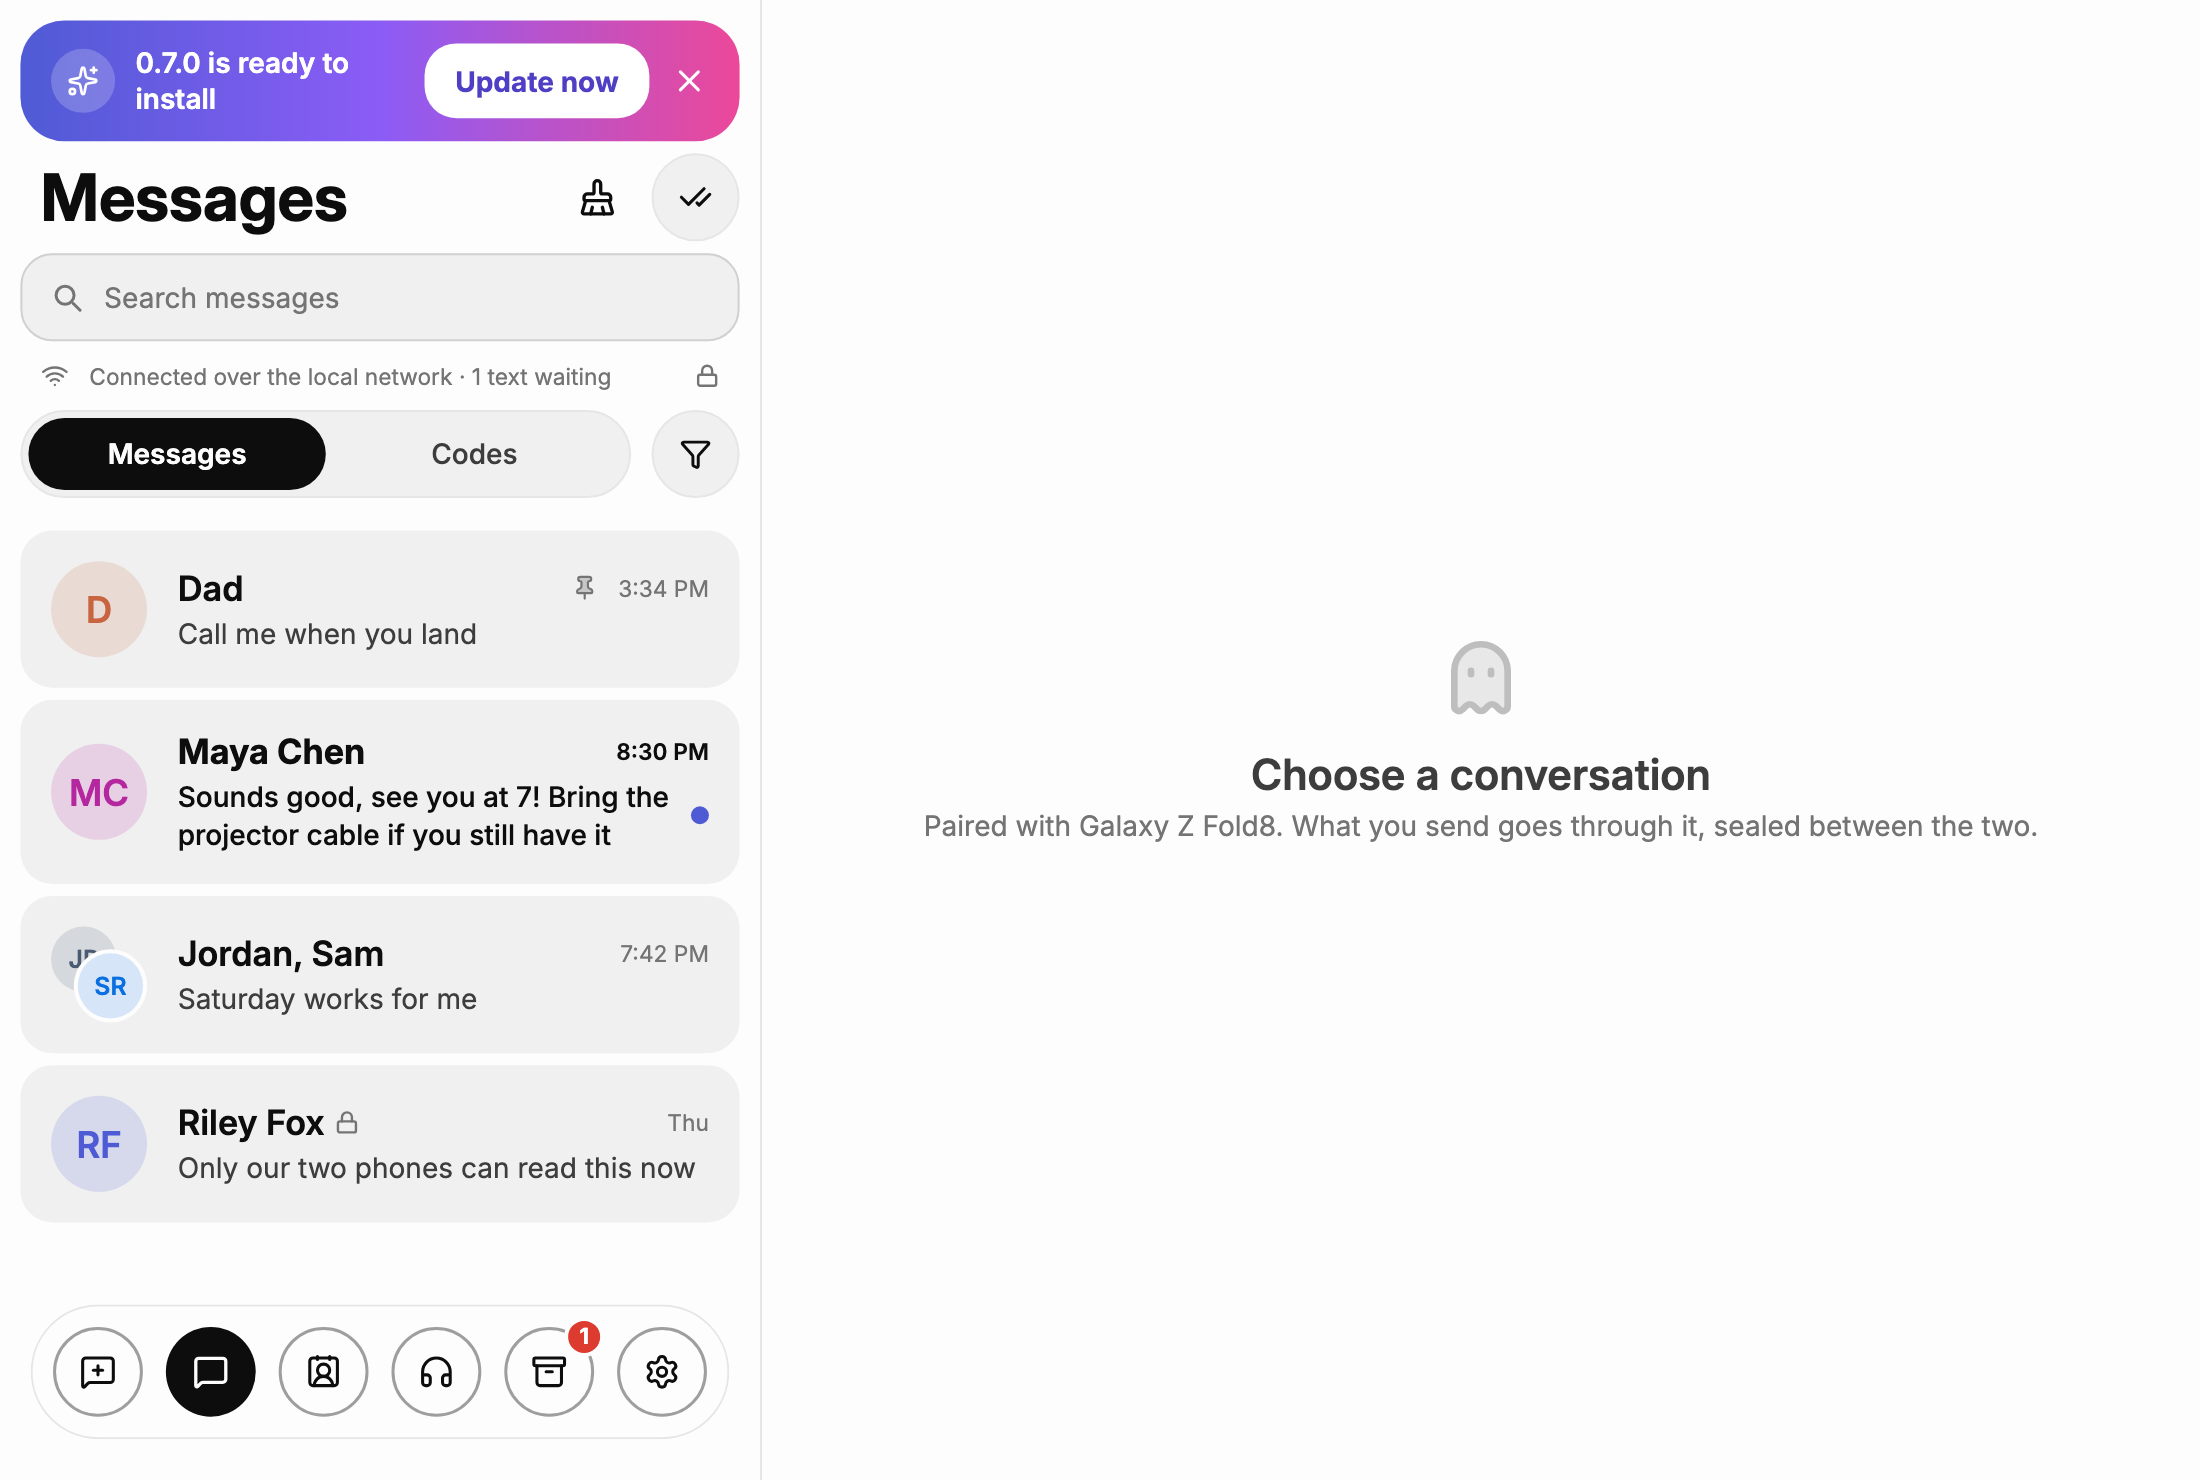 0.7.0 is ready to
install
Update now
Messages
Search messages
Connected over the local network · 1 text waiting
Messages
Codes
D
Dad
3:34 PM
Call me when you land
MC
Maya Chen
8:30 PM
Sounds good, see you at 7! Bring the
projector cable if you still have it
SR
Jordan, Sam
7:42 PM
Saturday works for me
RF
Riley Fox
Thu
Only our two phones can read this now
1
Choose a conversation
Paired with Galaxy Z Fold8. What you send goes through it, sealed between the two.